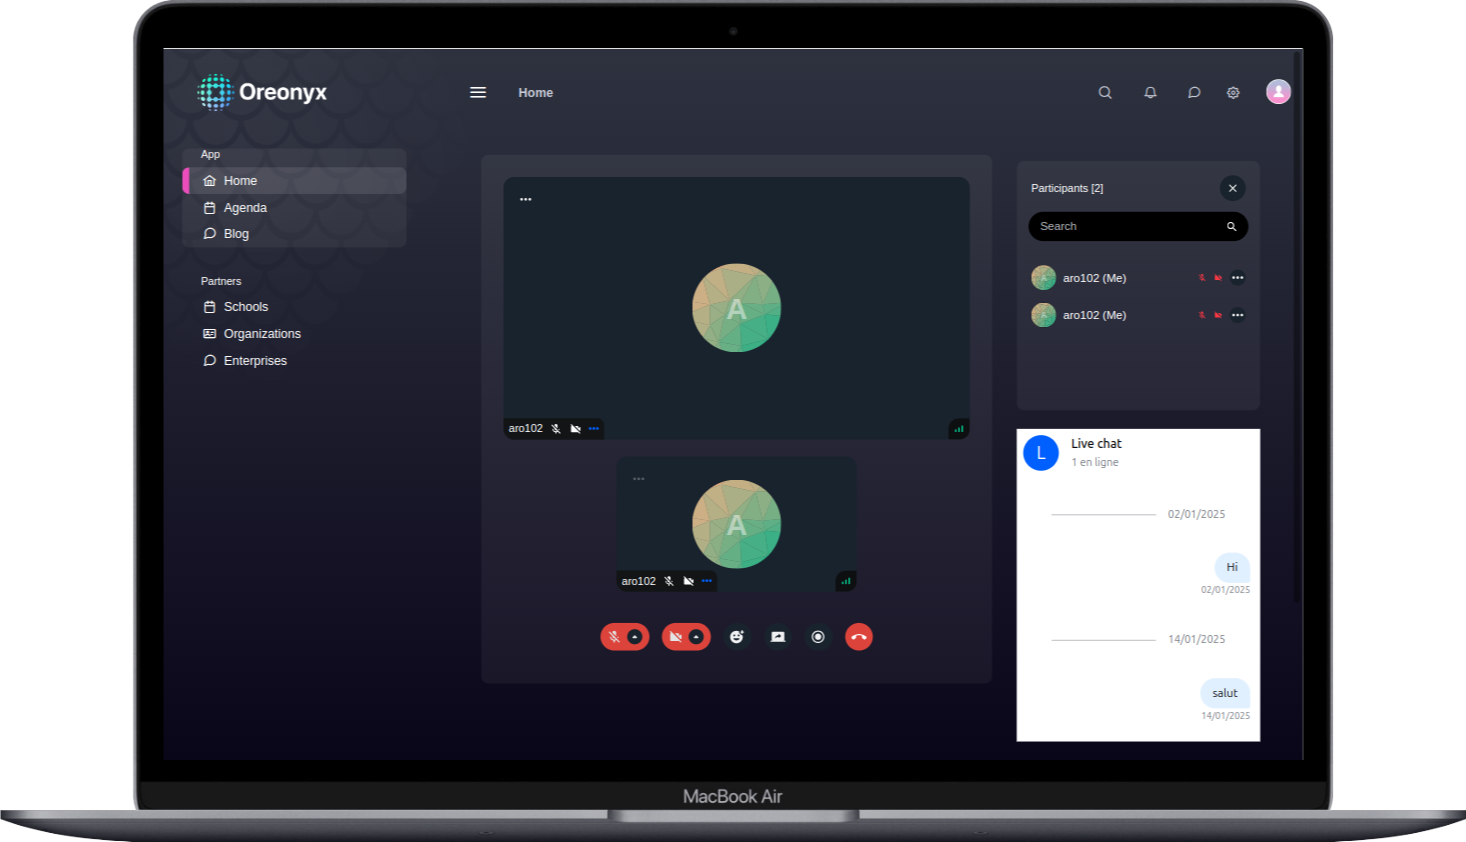 Oreonyx
Home
App
Home
Agenda
Blog
Partners
Schools
Organizations
Enterprises
A
aro102
A
aro102
Participants [2]
Search
A aro102 (Me)
A aro102 (Me)
L
Live chat
1 en ligne
02/01/2025
Hi
02/01/2025
14/01/2025
salut
14/01/2025
MacBook Air